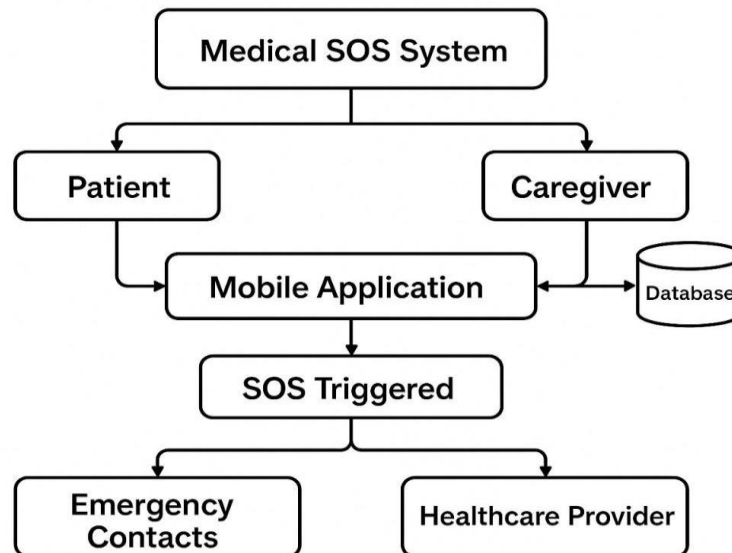 Medical SOS System
Patient
Caregiver
Mobile Application
Database
SOS Triggered
Emergency
Contacts
Healthcare Provider